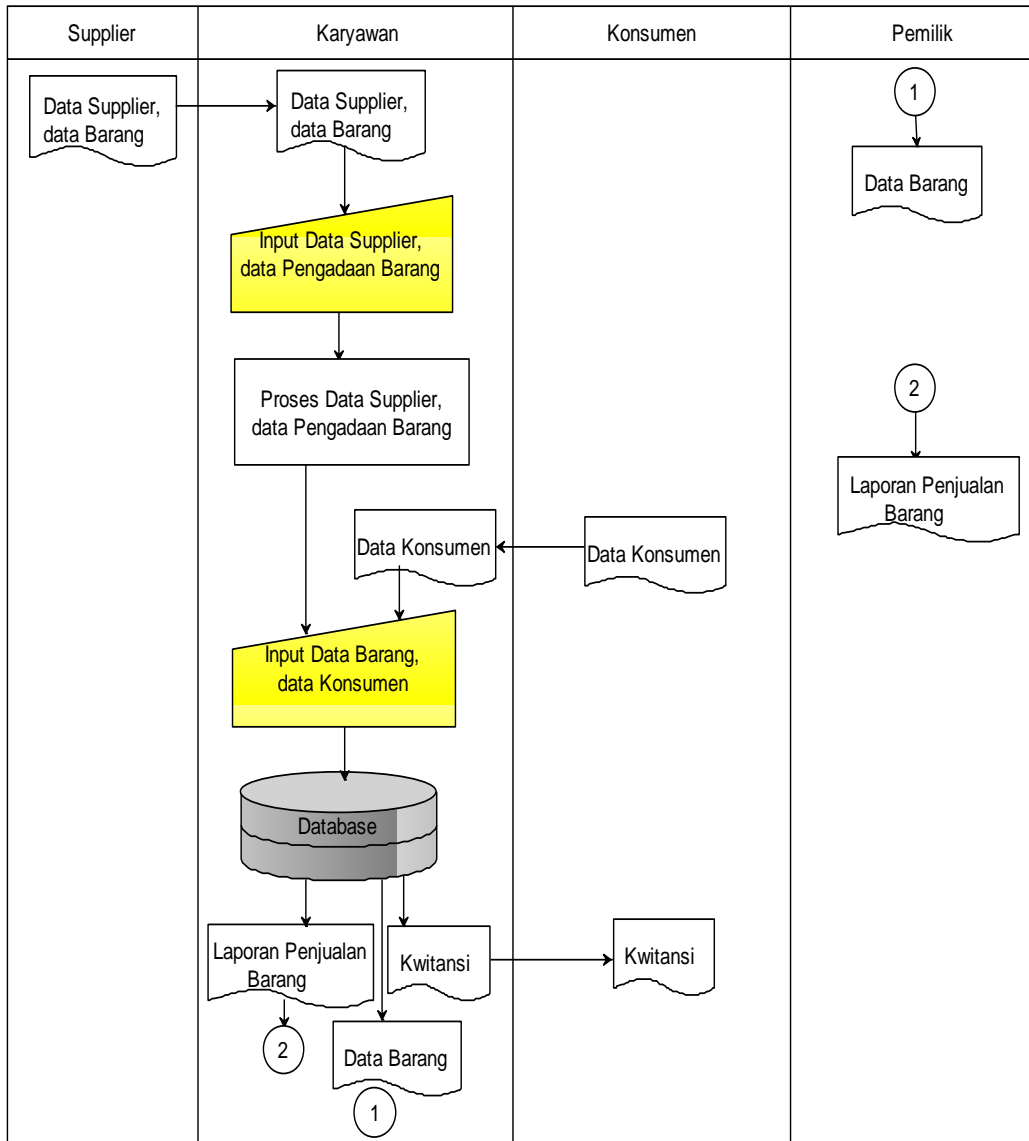 Supplier
Karyawan
Konsumen
Pemilik
Data Supplier,
data Barang
Data Supplier,
data Barang
1
Data Barang
Input Data Supplier,
data Pengadaan Barang
Proses Data Supplier,
data Pengadaan Barang
2
Laporan Penjualan
Barang
Data Konsumen
Data Konsumen
Input Data Barang,
data Konsumen
Database
Laporan Penjualan
Barang
Kwitansi
Kwitansi
2
Data Barang
1